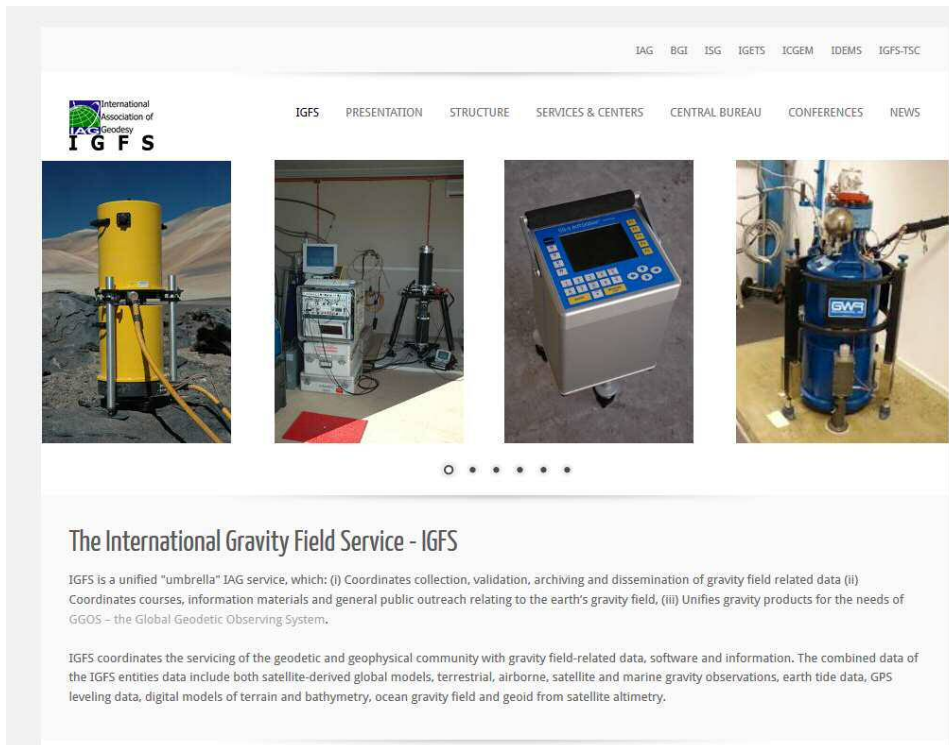 IAG BGI ISG IGETS ICGEM IDEMS IGFS-TSC
International
Association of
Geodesy
IAG
I G F S
IGFS PRESENTATION STRUCTURE SERVICES & CENTERS CENTRAL BUREAU CONFERENCES NEWS
GWR
The International Gravity Field Service - IGFS
IGFS is a unified "umbrella" IAG service, which: (i) Coordinates collection, validation, archiving and dissemination of gravity field related data (ii)
Coordinates courses, information materials and general public outreach relating to the earth's gravity field, (iii) Unifies gravity products for the needs of
GGOS – the Global Geodetic Observing System.
IGFS coordinates the servicing of the geodetic and geophysical community with gravity field-related data, software and information. The combined data of
the IGFS entities data include both satellite-derived global models, terrestrial, airborne, satellite and marine gravity observations, earth tide data, GPS
leveling data, digital models of terrain and bathymetry, ocean gravity field and geoid from satellite altimetry.